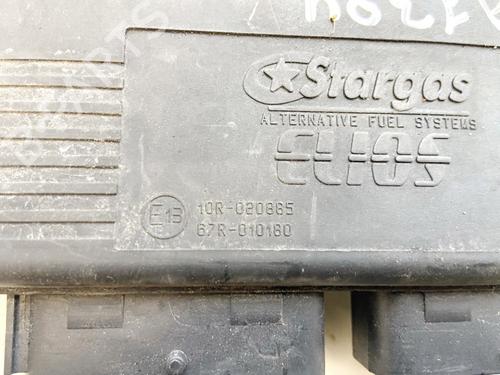 Stargas
ALTERNATIVE FUEL SYSTEMS
ELIOS
E13
10R-020885
67R-010180